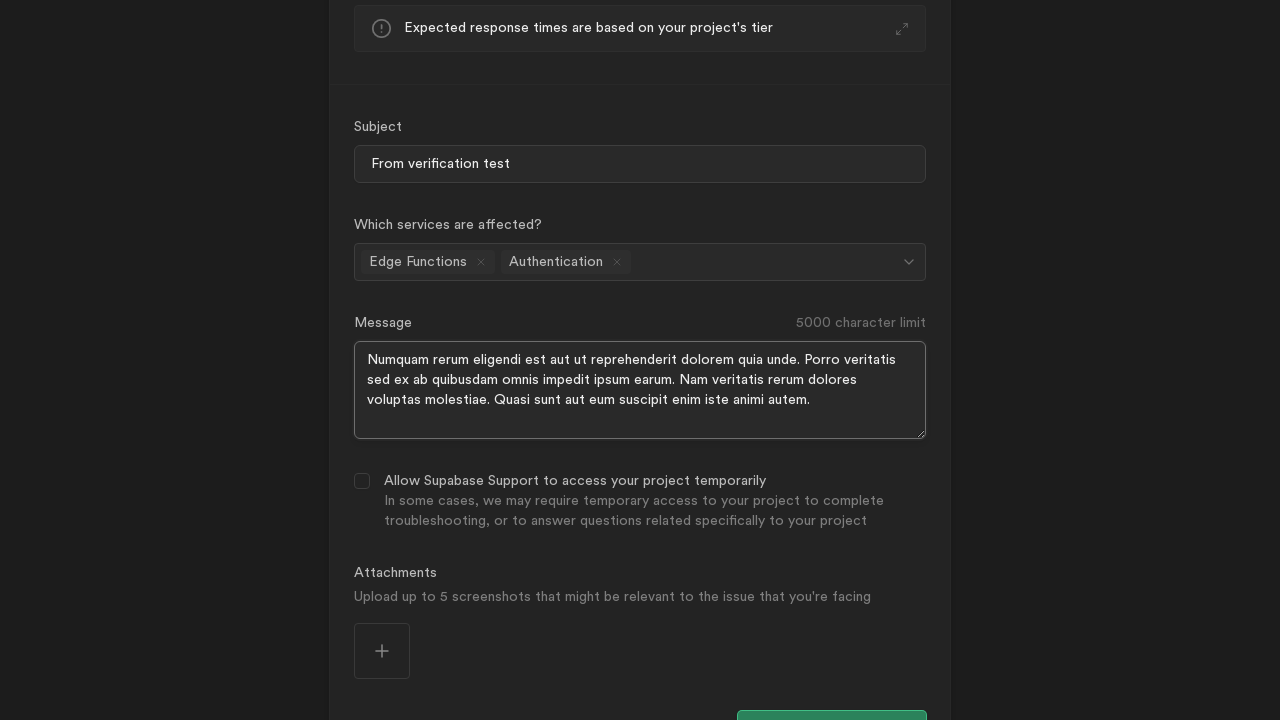 Expected response times are based on your project's tier
Subject
From verification test
Which services are affected?
Edge Functions
Authentication
Message
5000 character limit
Numquam rerum eligendi est aut ut reprehenderit dolorem quia unde. Porro veritatis
sed ex ab quibusdam omnis impedit ipsum earum. Nam veritatis rerum dolores
voluptas molestiae. Quasi sunt aut eum suscipit enim iste animi autem.
Allow Supabase Support to access your project temporarily
In some cases, we may require temporary access to your project to complete
troubleshooting, or to answer questions related specifically to your project
Attachments
Upload up to 5 screenshots that might be relevant to the issue that you're facing